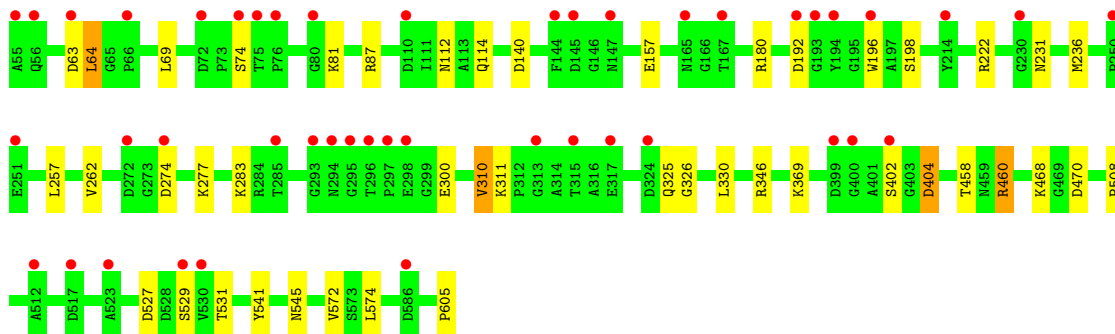 A55 Q56 D63 L64 G65 P66 L69 D72 P73 S74 T75 P76 G80 K81 R87 D110 I111 N112 A113 Q114 D140 F144 D145 G146 N147 E157 N165 G166 T167 R180 D192 G193 Y194 G195 W196 A197 S198 Y214 R222 G230 N231 M236
E251 L257 V262 D272 G273 D274 K277 K283 R284 T285 G293 N294 G295 T296 P297 E298 G299 E300 V310 K311 P312 G313 A314 T315 A316 E317 D324 Q325 G326 L330 R346 K369 D399 G400 A401 S402 G403 D404 T458 N459 R460 K468 G469 D470
A512 D517 A523 D527 D528 S529 V530 T531 Y541 N545 V572 S573 L574 D586 P605